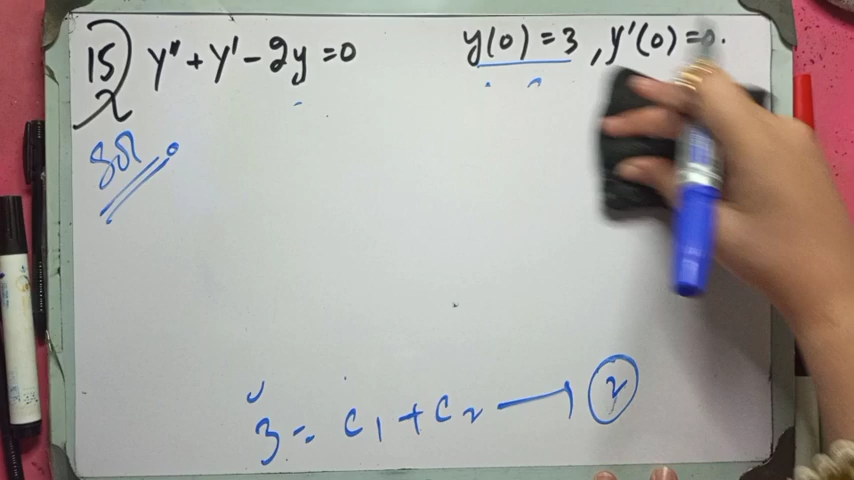 15) y'' + y' - 2y = 0 y(0) = 3 , y'(0) = 0.
Sol
3 = c₁ + c₂ → ②